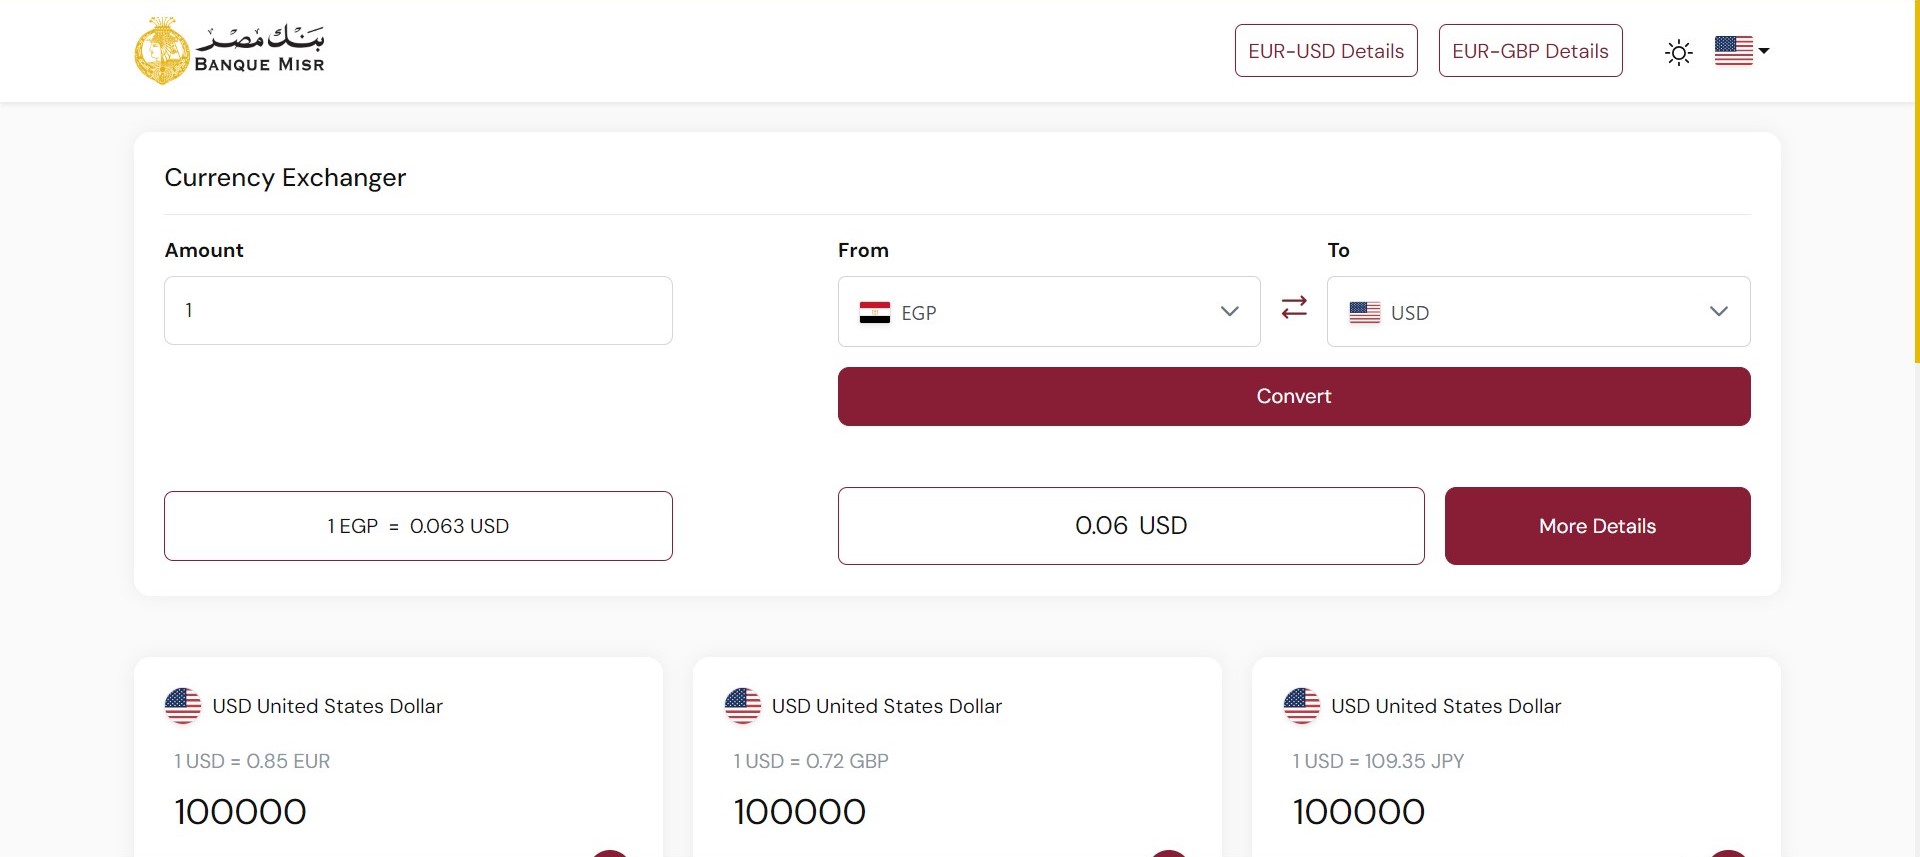 بنك مصر
BANQUE MISR
EUR-USD Details
EUR-GBP Details
Currency Exchanger
Amount
From
To
1
EGP
USD
Convert
1 EGP = 0.063 USD
0.06 USD
More Details
USD United States Dollar
1 USD = 0.85 EUR
100000
USD United States Dollar
1 USD = 0.72 GBP
100000
USD United States Dollar
1 USD = 109.35 JPY
100000